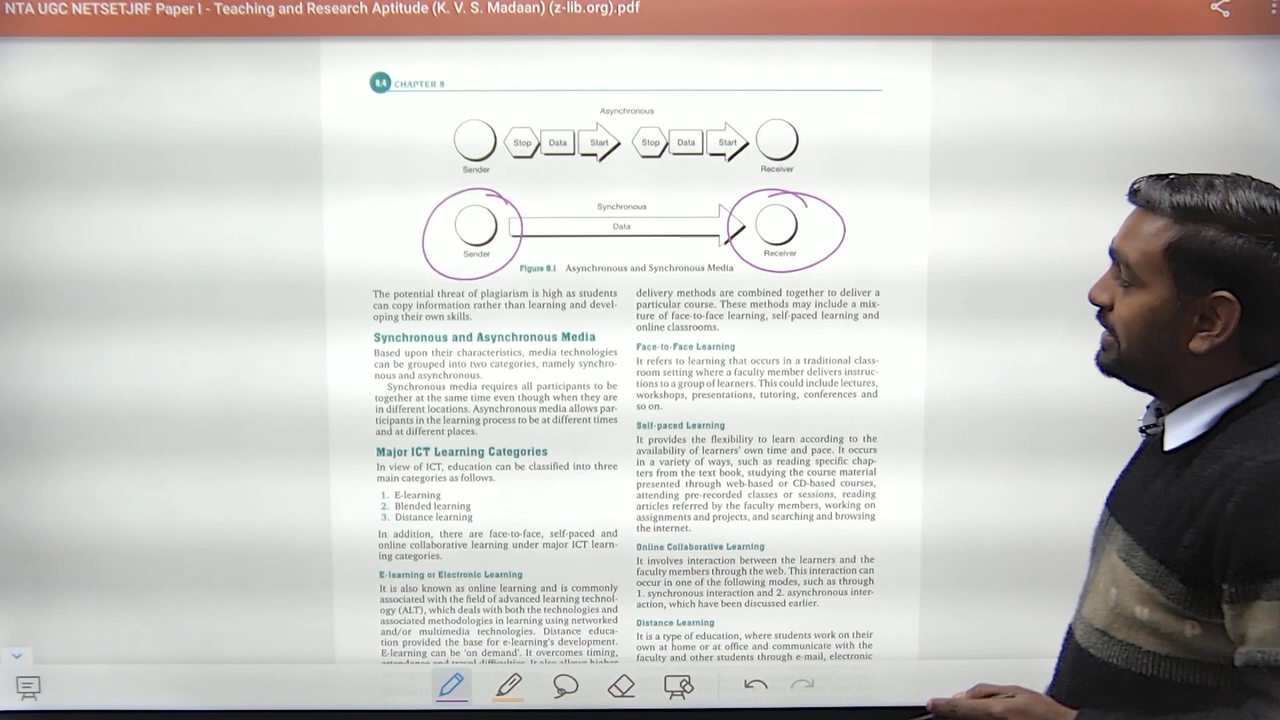 NTA UGC NETSETJRF Paper I - Teaching and Research Aptitude (K. V. S. Madaan) (z-lib.org).pdf
8.4 CHAPTER 8
Asynchronous
Stop Data Start Stop Data Start
Sender Receiver
Synchronous
Data
Sender Receiver
Figure 8.1 Asynchronous and Synchronous Media
The potential threat of plagiarism is high as students
can copy information rather than learning and devel-
oping their own skills.
Synchronous and Asynchronous Media
Based upon their characteristics, media technologies
can be grouped into two categories, namely synchro-
nous and asynchronous.
Synchronous media requires all participants to be
together at the same time even though when they are
in different locations. Asynchronous media allows par-
ticipants in the learning process to be at different times
and at different places.
Major ICT Learning Categories
In view of ICT, education can be classified into three
main categories as follows.
1. E-learning
2. Blended learning
3. Distance learning
In addition, there are face-to-face, self-paced and
online collaborative learning under major ICT learn-
ing categories.
E-learning or Electronic Learning
It is also known as online learning and is commonly
associated with the field of advanced learning technol-
ogy (ALT), which deals with both the technologies and
associated methodologies in learning using networked
and/or multimedia technologies. Distance educa-
tion provided the base for e-learning's development.
E-learning can be 'on demand'. It overcomes timing,
attendance and travel difficulties. It also allows higher
delivery methods are combined together to deliver a
particular course. These methods may include a mix-
ture of face-to-face learning, self-paced learning and
online classrooms.
Face-to-Face Learning
It refers to learning that occurs in a traditional class-
room setting where a faculty member delivers instruc-
tions to a group of learners. This could include lectures,
workshops, presentations, tutoring, conferences and
so on.
Self-paced Learning
It provides the flexibility to learn according to the
availability of learners' own time and pace. It occurs
in a variety of ways, such as reading specific chap-
ters from the text book, studying the course material
presented through web-based or CD-based courses,
attending pre-recorded classes or sessions, reading
articles referred by the faculty members, working on
assignments and projects, and searching and browsing
the internet.
Online Collaborative Learning
It involves interaction between the learners and the
faculty members through the web. This interaction can
occur in one of the following modes, such as through
1. synchronous interaction and 2. asynchronous inter-
action, which have been discussed earlier.
Distance Learning
It is a type of education, where students work on their
own at home or at office and communicate with the
faculty and other students through e-mail, electronic